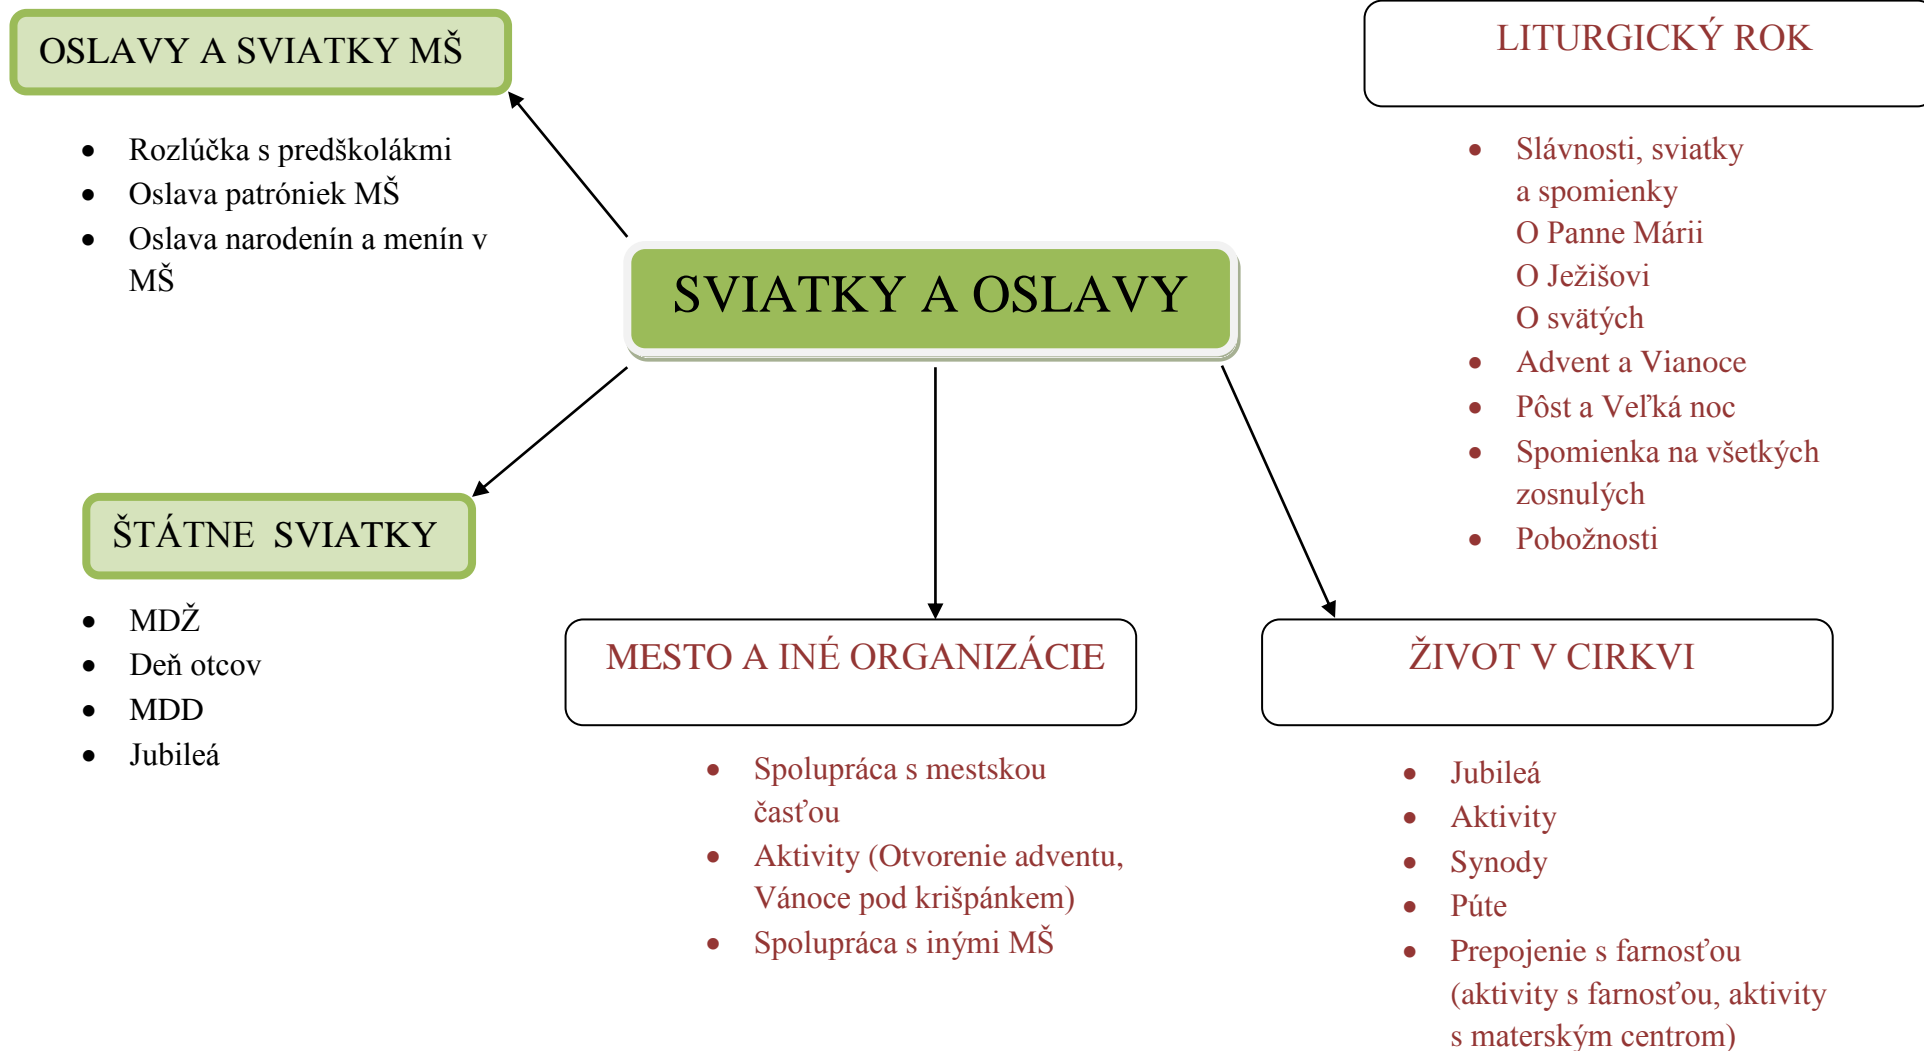 OSLAVY A SVIATKY MŠ
• Rozlúčka s predškolákmi
• Oslava patróniek MŠ
• Oslava narodenín a menín v
MŠ
LITURGICKÝ ROK
• Slávnosti, sviatky
a spomienky
O Panne Márii
O Ježišovi
O svätých
• Advent a Vianoce
• Pôst a Veľká noc
• Spomienka na všetkých
zosnulých
• Pobožnosti
SVIATKY A OSLAVY
ŠTÁTNE SVIATKY
• MDŽ
• Deň otcov
• MDD
• Jubileá
MESTO A INÉ ORGANIZÁCIE
• Spolupráca s mestskou
časťou
• Aktivity (Otvorenie adventu,
Vánoce pod krišpánkem)
• Spolupráca s inými MŠ
ŽIVOT V CIRKVI
• Jubileá
• Aktivity
• Synody
• Púte
• Prepojenie s farnosťou
(aktivity s farnosťou, aktivity
s materským centrom)